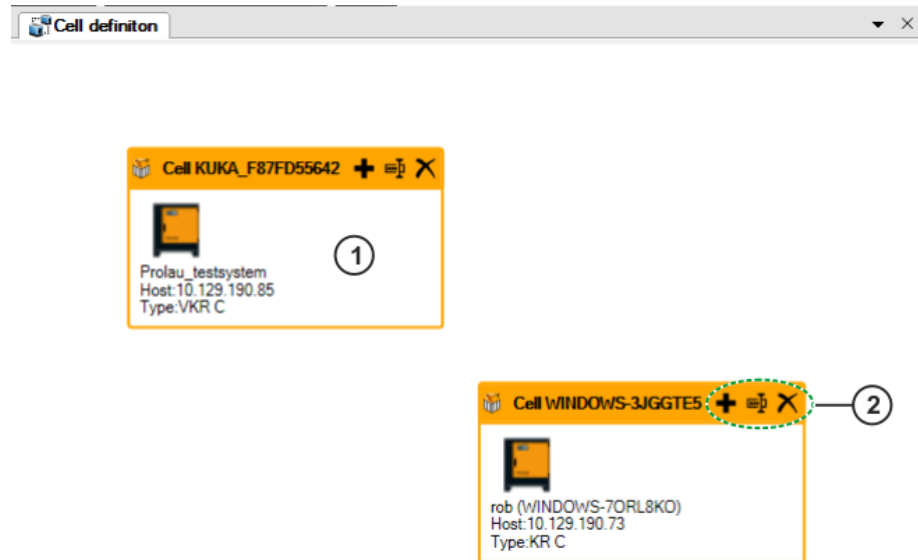 Cell definiton
Cell KUKA_F87FD55642
Prolau_testsystem
Host:10.129.190.85
Type:VKR C
1
Cell WINDOWS-3JGGTE5
2
rob (WINDOWS-7ORL8KO)
Host:10.129.190.73
Type:KR C